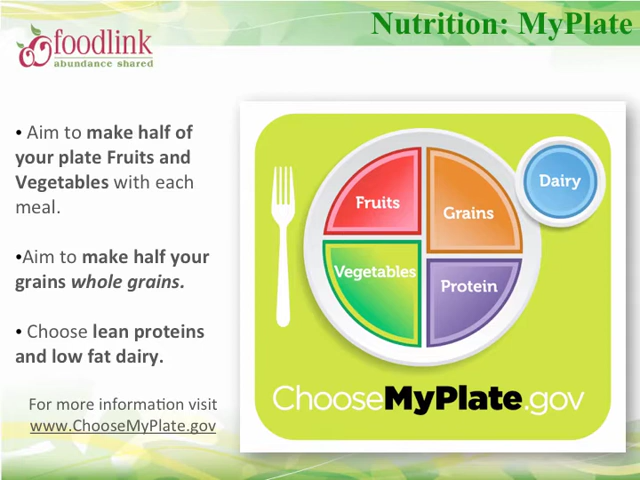 Nutrition: MyPlate
foodlink
abundance shared
• Aim to make half of
your plate Fruits and
Vegetables with each
meal.
•Aim to make half your
grains whole grains.
• Choose lean proteins
and low fat dairy.
For more information visit
www.ChooseMyPlate.gov
Fruits
Grains
Dairy
Vegetables
Protein
ChooseMyPlate.gov